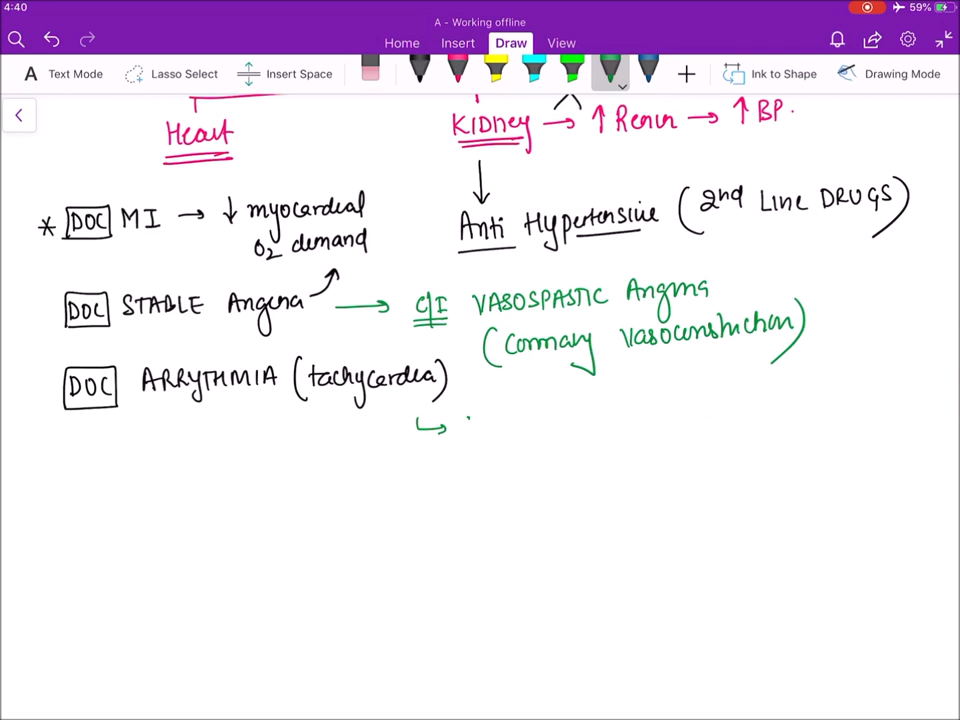 4:40
59%
A - Working offline
Home Insert Draw View
A Text Mode Lasso Select Insert Space Ink to Shape Drawing Mode
Heart
KIDney → ↑ Renin → ↑ BP.
* DOC MI → ↓ myocardial
O2 demand
Anti Hypertensive (2nd Line DRUGS)
DOC STABLE Angina → C/I VASOSPASTIC Angina
(Coronary Vasoconstriction)
DOC ARRYTHMIA (tachycardea)